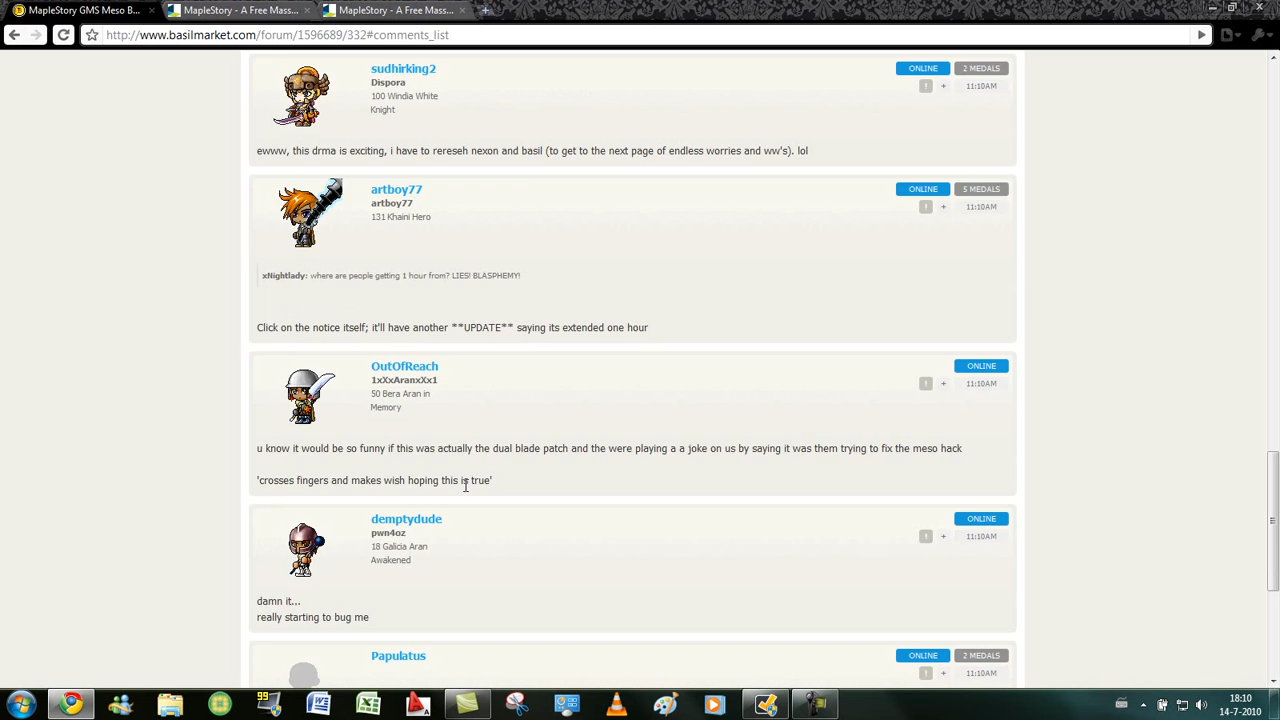 MapleStory GMS Meso B...
MapleStory - A Free Mass...
MapleStory - A Free Mass...
http://www.basilmarket.com/forum/1596689/332#comments_list
sudhirking2
ONLINE
2 MEDALS
Dispora
! + 11:10AM
100 Windia White
Knight
ewww, this drma is exciting, i have to rereseh nexon and basil (to get to the next page of endless worries and ww's). lol
artboy77
ONLINE
5 MEDALS
artboy77
! + 11:10AM
131 Khaini Hero
xNightlady: where are people getting 1 hour from? LIES! BLASPHEMY!
Click on the notice itself; it'll have another **UPDATE** saying its extended one hour
OutOfReach
ONLINE
1xXxAranxXx1
! + 11:10AM
50 Bera Aran in
Memory
u know it would be so funny if this was actually the dual blade patch and the were playing a a joke on us by saying it was them trying to fix the meso hack
'crosses fingers and makes wish hoping this is true'
demptydude
ONLINE
pwn4oz
! + 11:10AM
18 Galicia Aran
Awakened
damn it...
really starting to bug me
Papulatus
ONLINE
2 MEDALS
! + 11:10AM
99
18:10
14-7-2010